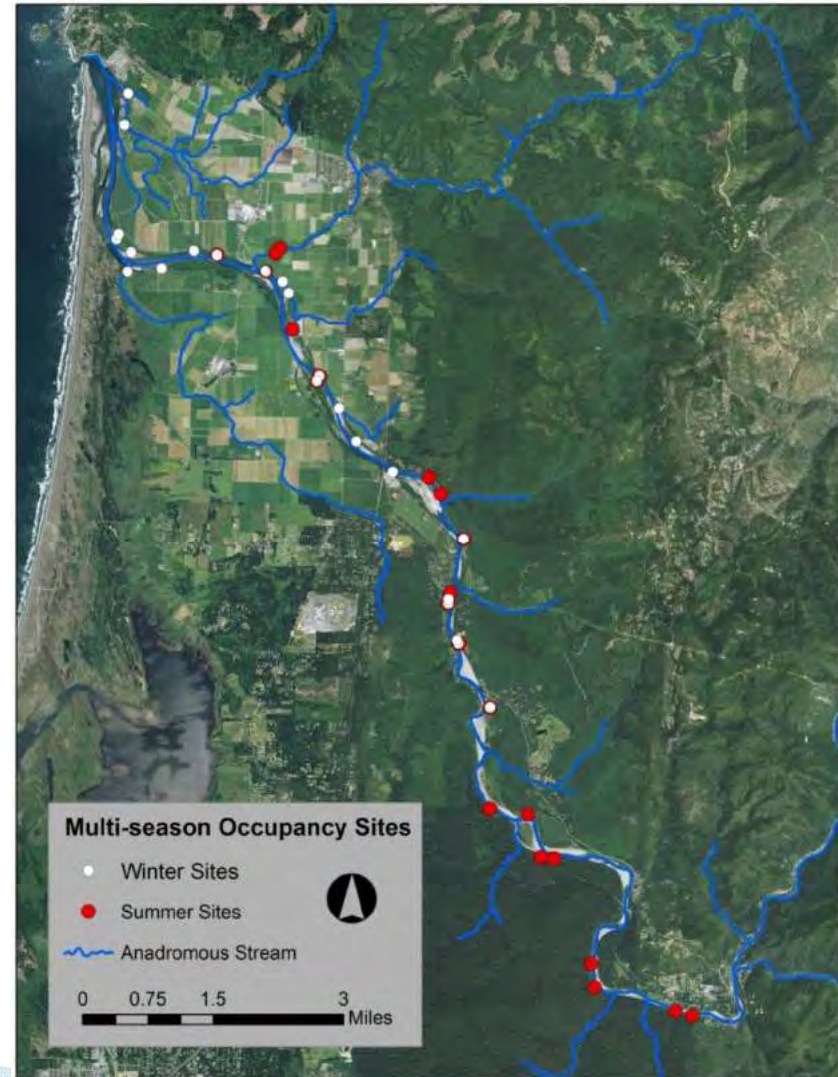 Multi-season Occupancy Sites
Winter Sites
Summer Sites
Anadromous Stream
0 0.75 1.5 3 Miles